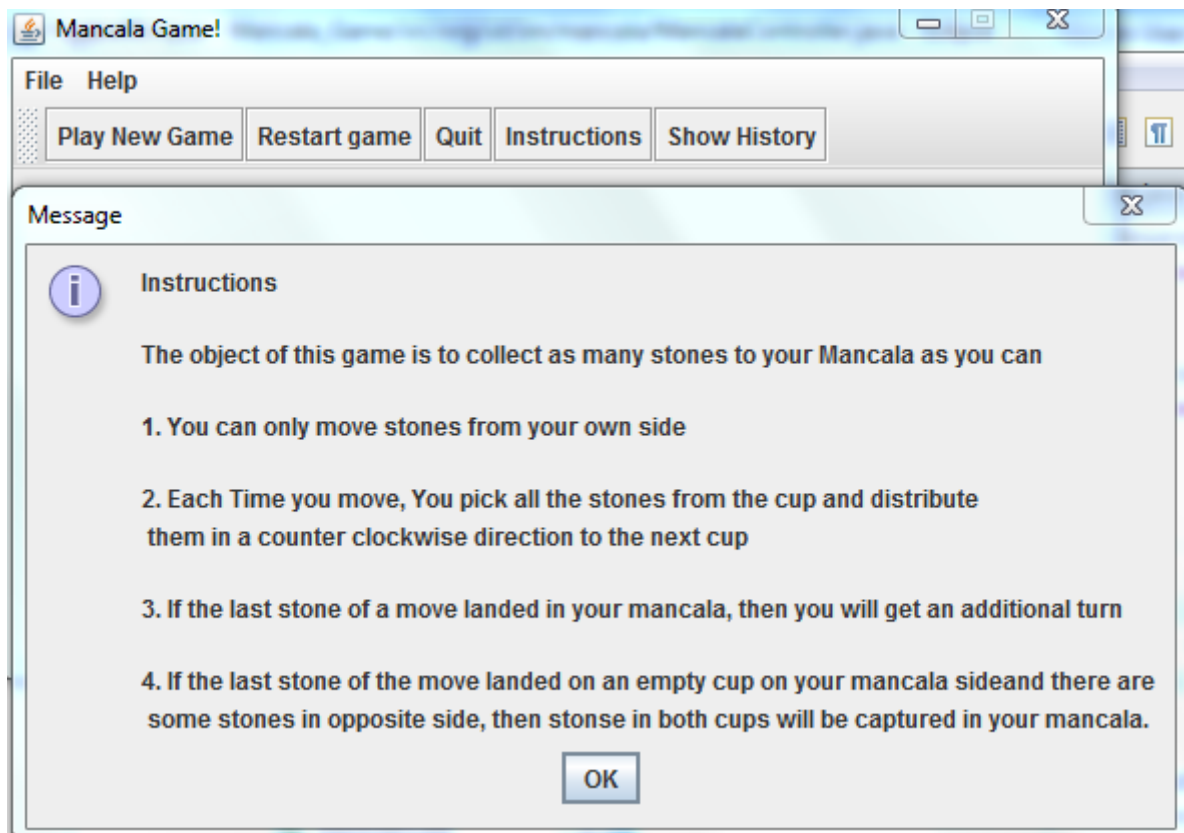 Mancala Game!
File Help
Play New Game Restart game Quit Instructions Show History
Message
Instructions
The object of this game is to collect as many stones to your Mancala as you can
1. You can only move stones from your own side
2. Each Time you move, You pick all the stones from the cup and distribute
them in a counter clockwise direction to the next cup
3. If the last stone of a move landed in your mancala, then you will get an additional turn
4. If the last stone of the move landed on an empty cup on your mancala sideand there are
some stones in opposite side, then stonse in both cups will be captured in your mancala.
OK